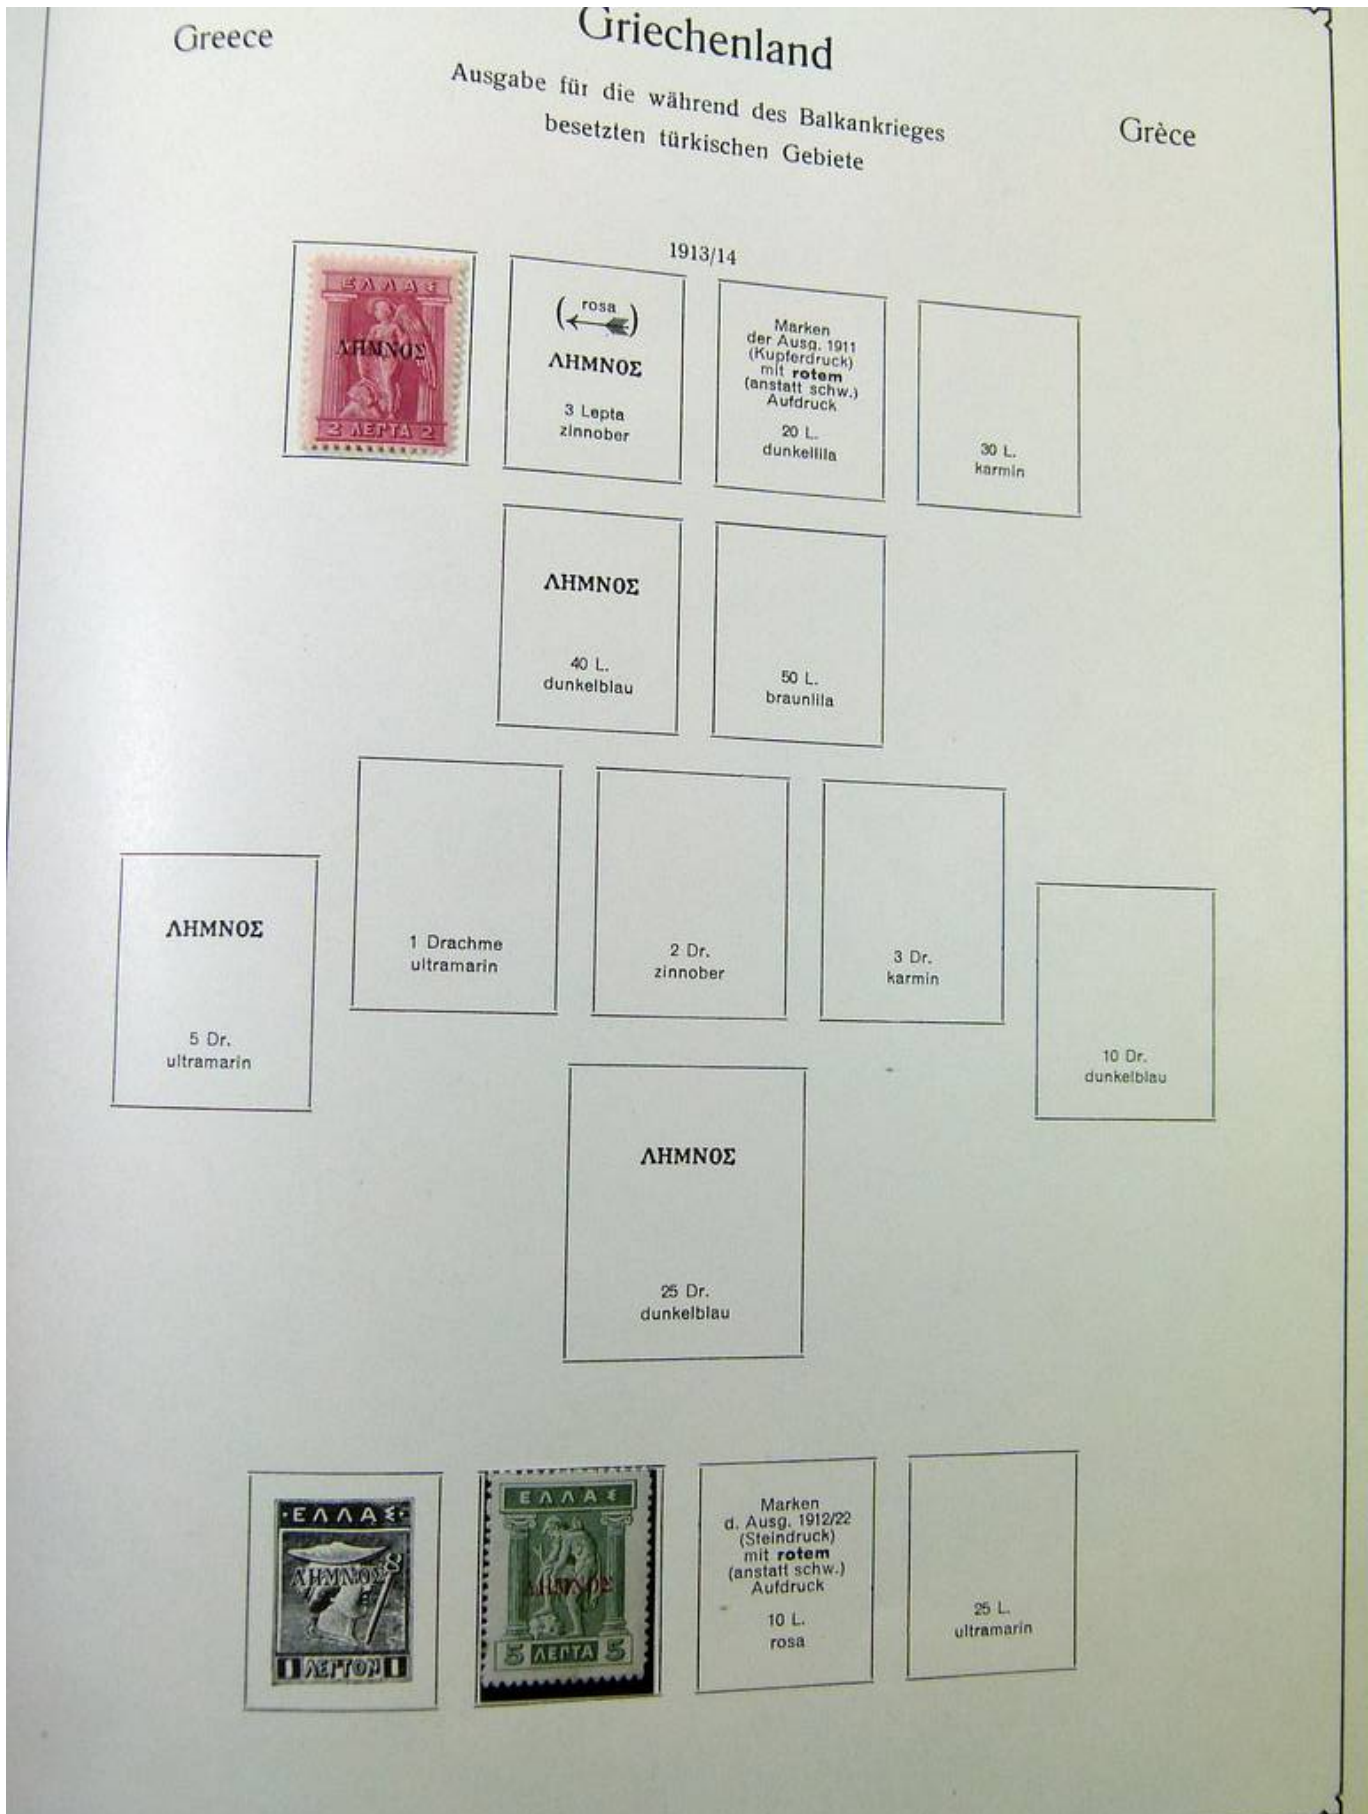 Greece
Griechenland
Grèce
Ausgabe für die während des Balkankrieges
besetzten türkischen Gebiete
1913/14
ΕΛΛΑΣ
ΛΗΜΝΟΣ
2 ΛΕΠΤΑ 2
(rosa)
ΛΗΜΝΟΣ
3 Lepta
zinnober
Marken
der Ausg. 1911
(Kupferdruck)
mit rotem
(anstatt schw.)
Aufdruck
20 L.
dunkellila
30 L.
karmin
ΛΗΜΝΟΣ
40 L.
dunkelblau
50 L.
braunlila
ΛΗΜΝΟΣ
5 Dr.
ultramarin
1 Drachme
ultramarin
2 Dr.
zinnober
3 Dr.
karmin
10 Dr.
dunkelblau
ΛΗΜΝΟΣ
25 Dr.
dunkelblau
ΕΛΛΑΣ
ΛΗΜΝΟΣ
1 ΛΕΠΤΟΝ 1
ΕΛΛΑΣ
ΛΗΜΝΟΣ
5 ΛΕΠΤΑ 5
Marken
d. Ausg. 1912/22
(Steindruck)
mit rotem
(anstatt schw.)
Aufdruck
10 L.
rosa
25 L.
ultramarin